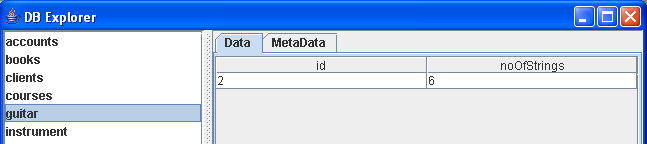 DB Explorer
accounts
books
clients
courses
guitar
instrument
Data MetaData
id noOfStrings
2 6